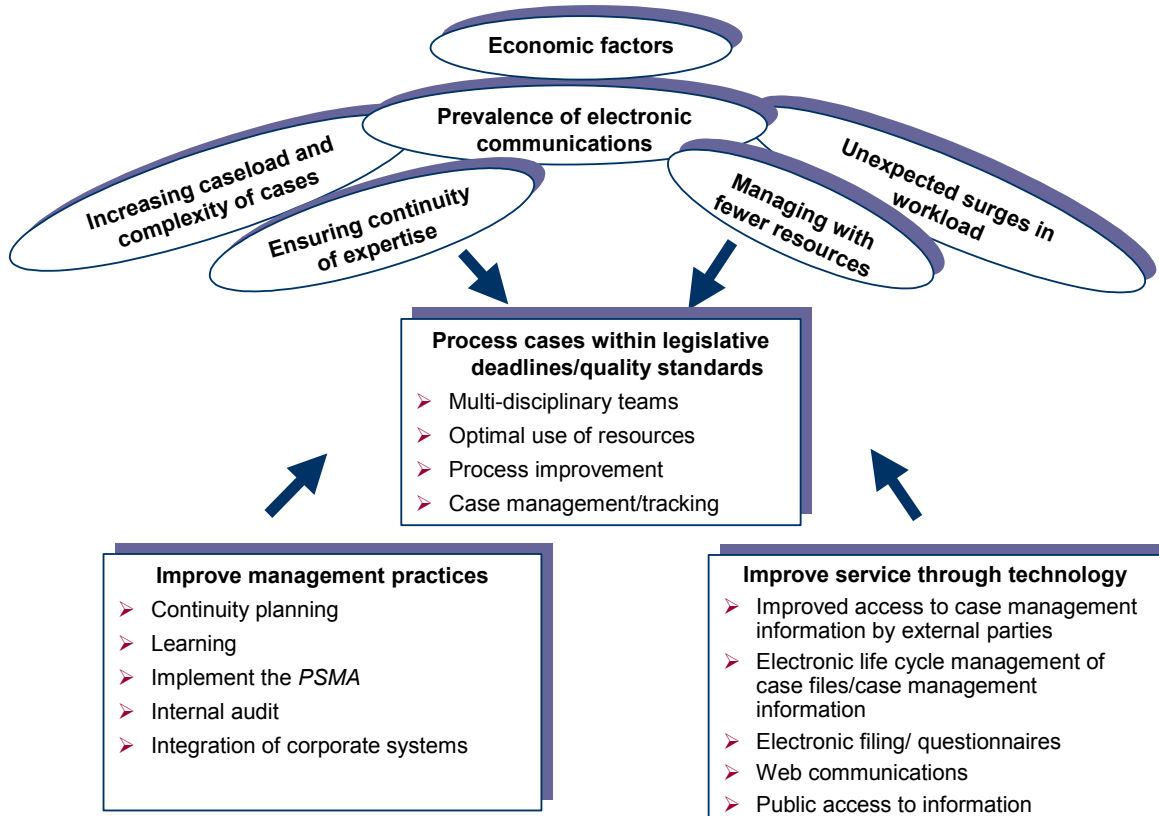 Economic factors
Prevalence of electronic
communications
Increasing caseload and
complexity of cases
Ensuring continuity
of expertise
Managing with
fewer resources
Unexpected surges in
workload
Process cases within legislative
deadlines/quality standards
➢ Multi-disciplinary teams
➢ Optimal use of resources
➢ Process improvement
➢ Case management/tracking
Improve management practices
➢ Continuity planning
➢ Learning
➢ Implement the PSMA
➢ Internal audit
➢ Integration of corporate systems
Improve service through technology
➢ Improved access to case management
information by external parties
➢ Electronic life cycle management of
case files/case management
information
➢ Electronic filing/ questionnaires
➢ Web communications
➢ Public access to information